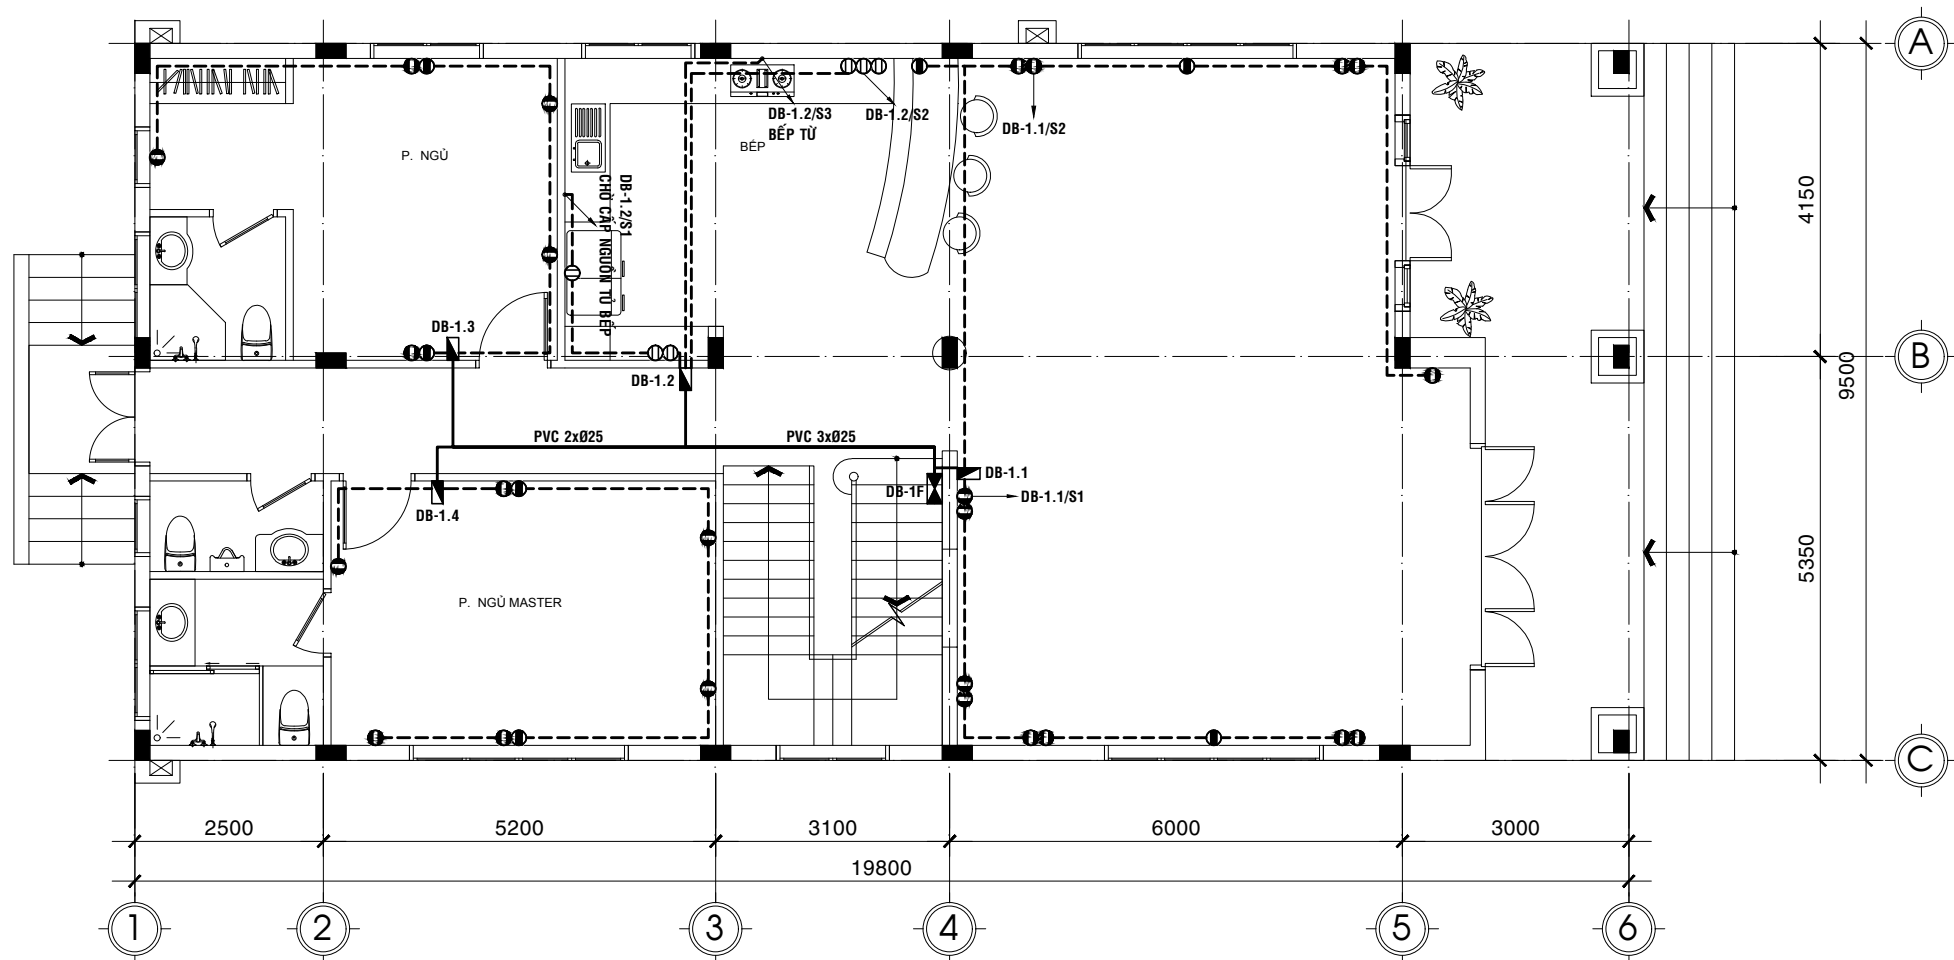 A
DB-1.2/S3
BẾP TỪ
DB-1.2/S2
DB-1.1/S2
P. NGỦ
BẾP
DB-1.2/S1
CHỜ CẤP NGUỒN TỦ BẾP
4150
DB-1.3
B
DB-1.2
9500
PVC 2xØ25
PVC 3xØ25
DB-1.1
DB-1F
DB-1.1/S1
DB-1.4
5350
P. NGỦ MASTER
C
2500
5200
3100
6000
3000
19800
1
2
3
4
5
6